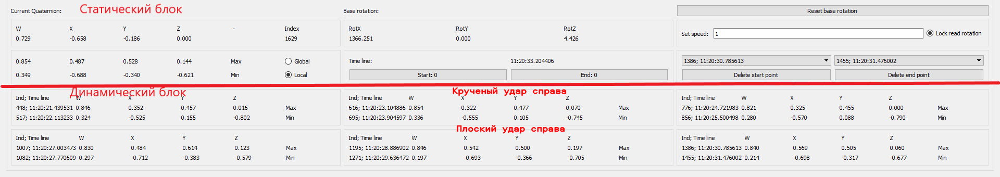 Current Quaternion: Статический блок Base rotation: Reset base rotation
W X Y Z - Index RotX RotY RotZ
0.729 -0.658 -0.186 0.000 1629 1366.251 0.000 4.426
Set speed: 1 Lock read rotation
0.854 0.487 0.528 0.144 Max Global Time line: 11:20:33.204406 1386; 11:20:30.785613 1455; 11:20:31.476002
0.349 -0.688 -0.340 -0.621 Min Local Start: 0 End: 0 Delete start point Delete end point
Динамический блок Крученый удар справа
Ind; Time line W X Y Z Ind; Time line W X Y Z Ind; Time line W X Y Z
448; 11:20:21.439531 0.846 0.352 0.457 0.016 Max 616; 11:20:23.104886 0.854 0.322 0.477 0.070 Max 776; 11:20:24.721983 0.821 0.325 0.455 0.000 Max
517; 11:20:22.113233 0.324 -0.525 0.155 -0.802 Min 695; 11:20:23.904597 0.336 -0.555 0.105 -0.745 Min 856; 11:20:25.500498 0.280 -0.570 0.088 -0.790 Min
Плоский удар справа
Ind; Time line W X Y Z Ind; Time line W X Y Z Ind; Time line W X Y Z
1007; 11:20:27.003473 0.830 0.484 0.614 0.123 Max 1195; 11:20:28.886902 0.846 0.542 0.500 0.197 Max 1386; 11:20:30.785613 0.840 0.569 0.505 0.060 Max
1082; 11:20:27.770609 0.297 -0.712 -0.383 -0.579 Min 1271; 11:20:29.636472 0.197 -0.693 -0.366 -0.705 Min 1455; 11:20:31.476002 0.214 -0.698 -0.317 -0.677 Min